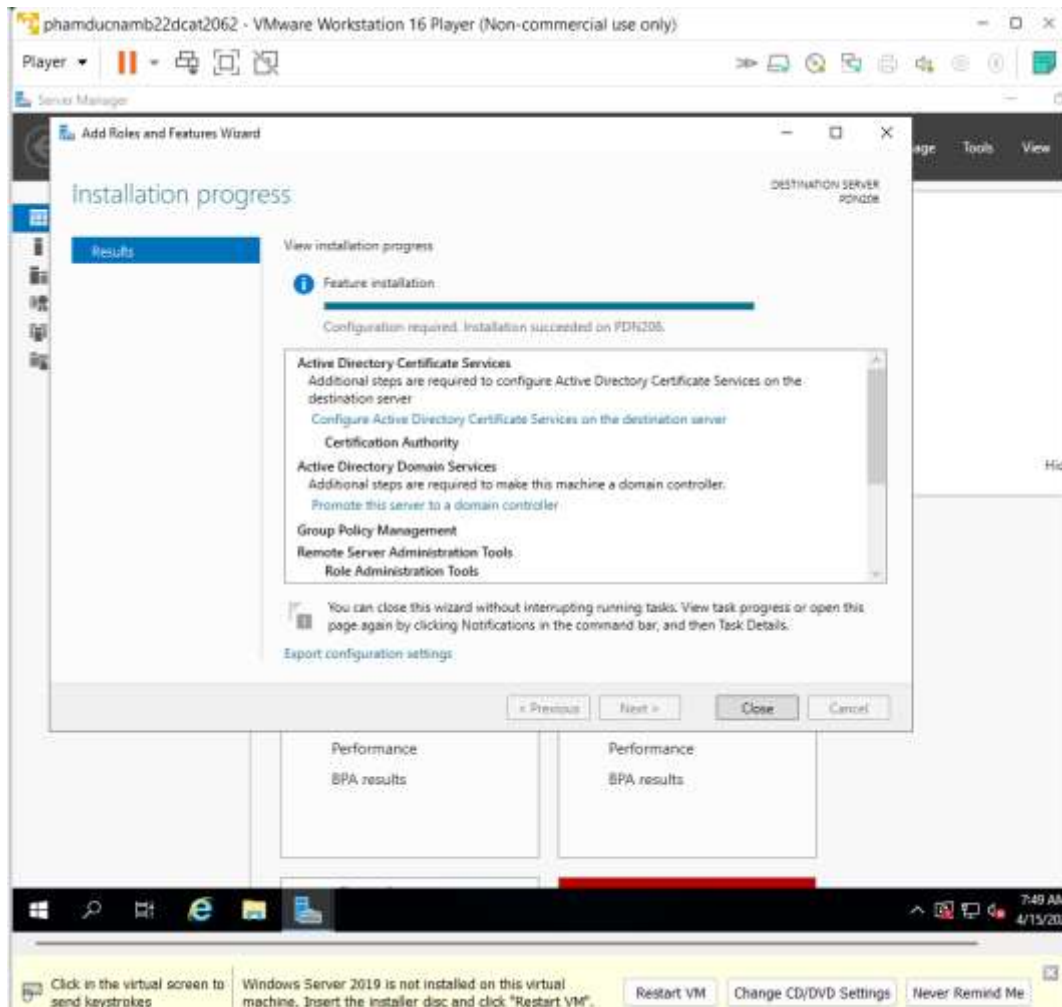 phamducnamb22dcat2062 - VMware Workstation 16 Player (Non-commercial use only)
Player
Server Manager
Add Roles and Features Wizard
Tools View
Installation progress
DESTINATION SERVER
PDN206
Results
View installation progress
Feature installation
Configuration required. Installation succeeded on PDN206.
Active Directory Certificate Services
Additional steps are required to configure Active Directory Certificate Services on the
destination server
Configure Active Directory Certificate Services on the destination server
Certification Authority
Active Directory Domain Services
Additional steps are required to make this machine a domain controller.
Promote this server to a domain controller
Group Policy Management
Remote Server Administration Tools
Role Administration Tools
You can close this wizard without interrupting running tasks. View task progress or open this
page again by clicking Notifications in the command bar, and then Task Details.
Export configuration settings
< Previous Next > Close Cancel
Performance Performance
BPA results BPA results
7:49 AM
4/15/20
Click in the virtual screen to
send keystrokes
Windows Server 2019 is not installed on this virtual
machine. Insert the installer disc and click "Restart VM".
Restart VM Change CD/DVD Settings Never Remind Me